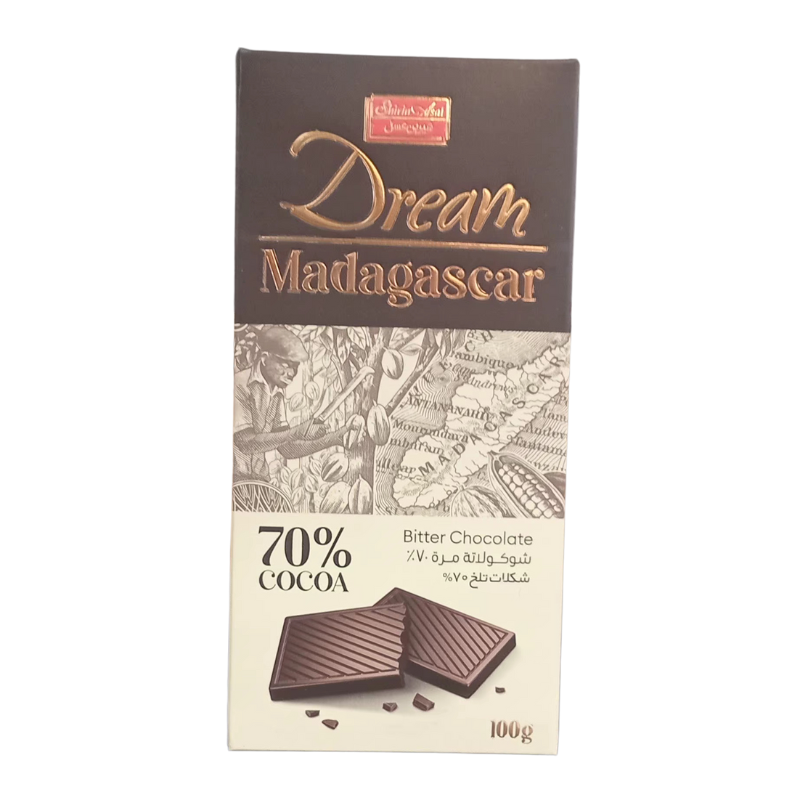 Shirin Asal
شیرین عسل
Dream
Madagascar
ANTANANARIVO
MADAGASCAR
70%
COCOA
Bitter Chocolate
شوكولاتة مرة ٧٠٪
شکلات تلخ ۷۰%
100g